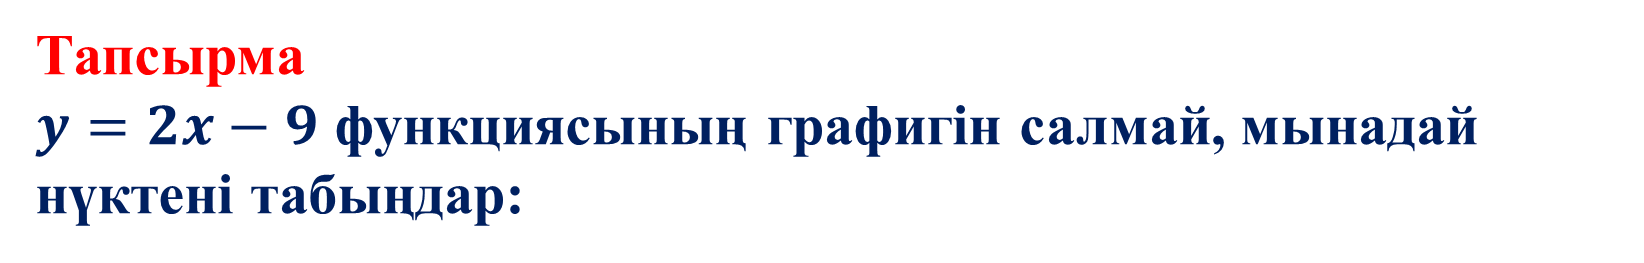 Тапсырма
y = 2x − 9 функциясының графигін салмай, мынадай
нүктені табыңдар: